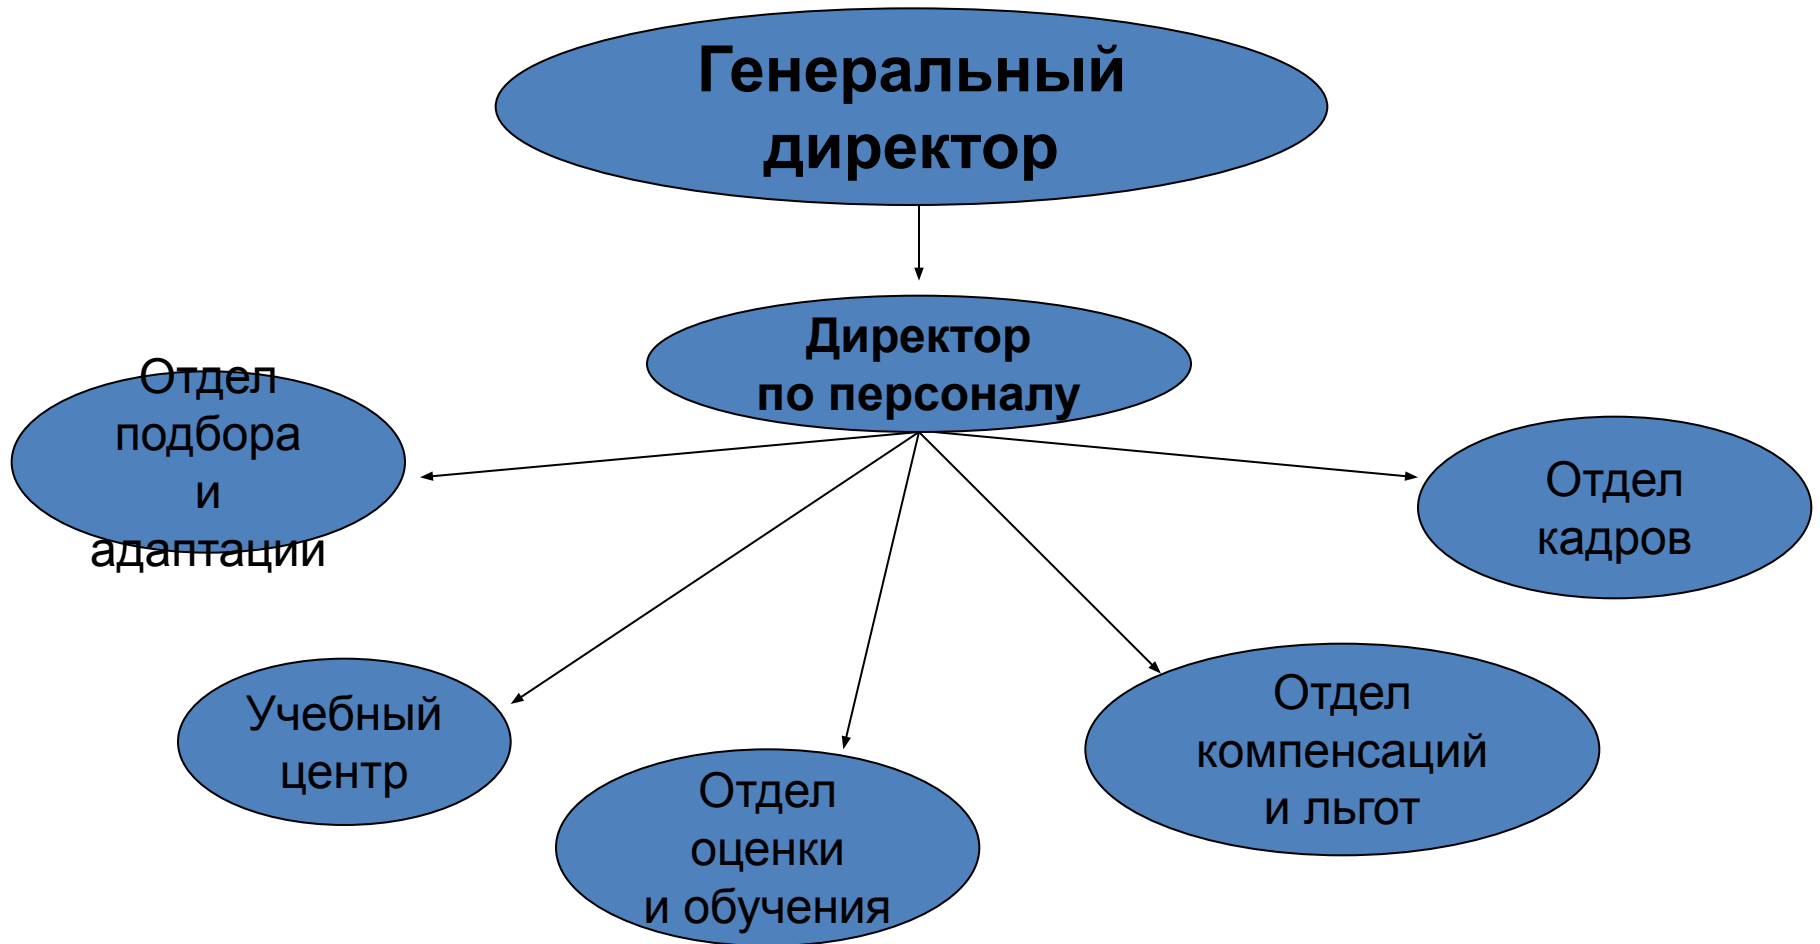 Генеральный
директор
Директор
по персоналу
Отдел
подбора
и
адаптации
Отдел
кадров
Учебный
центр
Отдел
оценки
и обучения
Отдел
компенсаций
и льгот